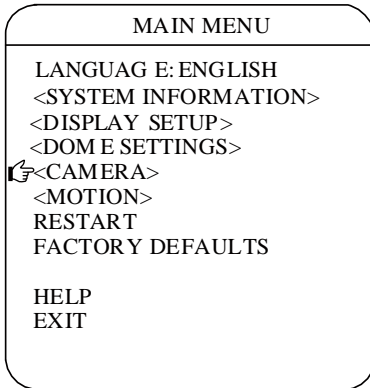 MAIN MENU
LANGUAG E: ENGLISH
<SYSTEM INFORMATION>
<DISPLAY SETUP>
<DOM E SETTINGS>
<CAMERA>
<MOTION>
RESTART
FACTORY DEFAULTS
HELP
EXIT